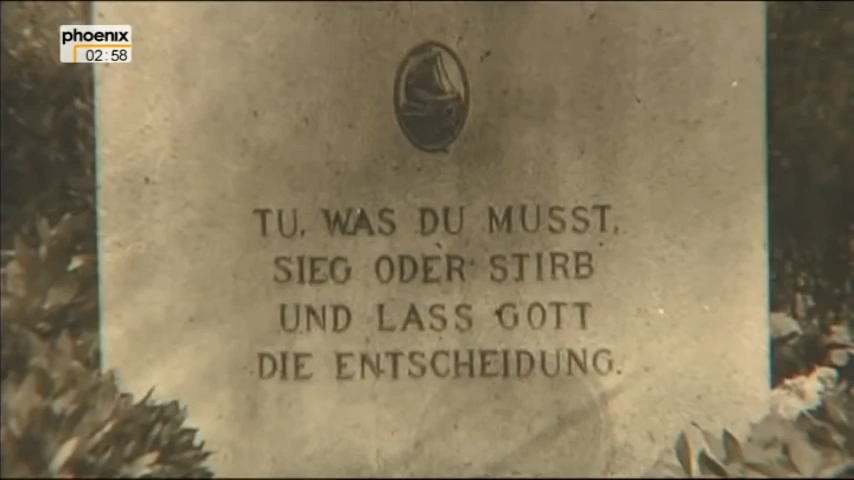 phoenix
02:58
TU, WAS DU MUSST,
SIEG ODER STIRB
UND LASS GOTT
DIE ENTSCHEIDUNG.